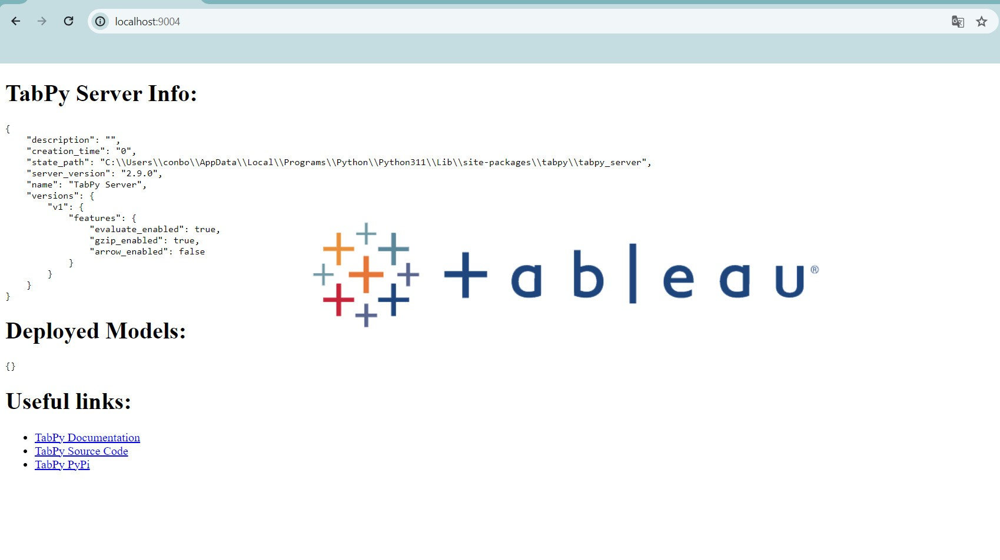 localhost:9004
TabPy Server Info:
{
    "description": "",
    "creation_time": "0",
    "state_path": "C:\\Users\\conbo\\AppData\\Local\\Programs\\Python\\Python311\\Lib\\site-packages\\tabpy\\tabpy_server",
    "server_version": "2.9.0",
    "name": "TabPy Server",
    "versions": {
        "v1": {
            "features": {
                "evaluate_enabled": true,
                "gzip_enabled": true,
                "arrow_enabled": false
            }
        }
    }
}
+ableau®
Deployed Models:
{}
Useful links:
• TabPy Documentation
• TabPy Source Code
• TabPy PyPi